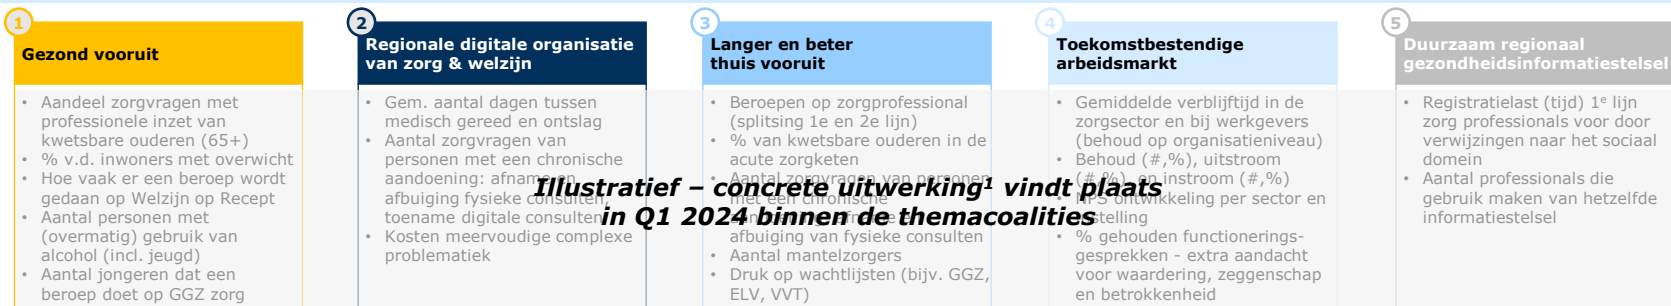 1
Gezond vooruit
• Aandeel zorgvragen met
professionele inzet van
kwetsbare ouderen (65+)
• % v.d. inwoners met overwicht
• Hoe vaak er een beroep wordt
gedaan op Welzijn op Recept
• Aantal personen met
(overmatig) gebruik van
alcohol (incl. jeugd)
• Aantal jongeren dat een
beroep doet op GGZ zorg
2
Regionale digitale organisatie
van zorg & welzijn
• Gem. aantal dagen tussen
medisch gereed en ontslag
• Aantal zorgvragen van
personen met een chronische
aandoening: afname en
afbuiging fysieke consulten,
toename digitale consulten
• Kosten meervoudige complexe
problematiek
3
Langer en beter
thuis vooruit
• Beroepen op zorgprofessional
(splitsing 1e en 2e lijn)
• % van kwetsbare ouderen in de
acute zorgketen
• Aantal zorgvragen van personen
met een chronische
afbuiging van fysieke consulten
• Aantal mantelzorgers
• Druk op wachtlijsten (bijv. GGZ,
ELV, VVT)
4
Toekomstbestendige
arbeidsmarkt
• Gemiddelde verblijftijd in de
zorgsector en bij werkgevers
(behoud op organisatieniveau)
• Behoud (#,%), uitstroom
(#,%), en instroom (#,%)
• NPS ontwikkeling per sector en
instelling
• % gehouden functionerings-
gesprekken - extra aandacht
voor waardering, zeggenschap
en betrokkenheid
5
Duurzaam regionaal
gezondheidsinformatiestelsel
• Registratielast (tijd) 1e lijn
zorg professionals voor door
verwijzingen naar het sociaal
domein
• Aantal professionals die
gebruik maken van hetzelfde
informatiestelsel
Illustratief – concrete uitwerking¹ vindt plaats
in Q1 2024 binnen de themacoalities